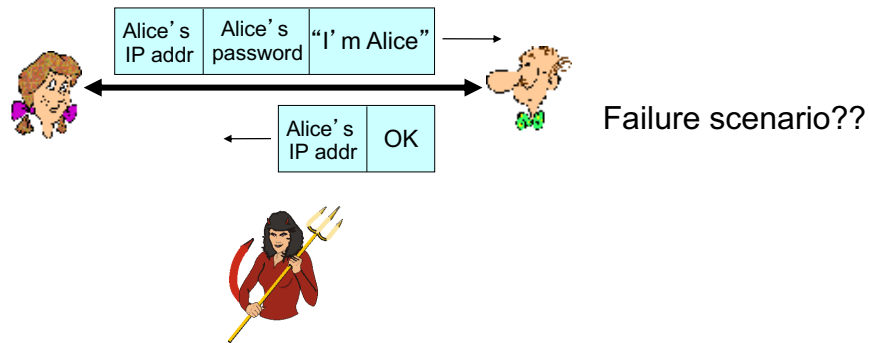 Alice’s
IP addr
Alice’s
password
“I’m Alice”
Alice’s
IP addr
OK
Failure scenario??